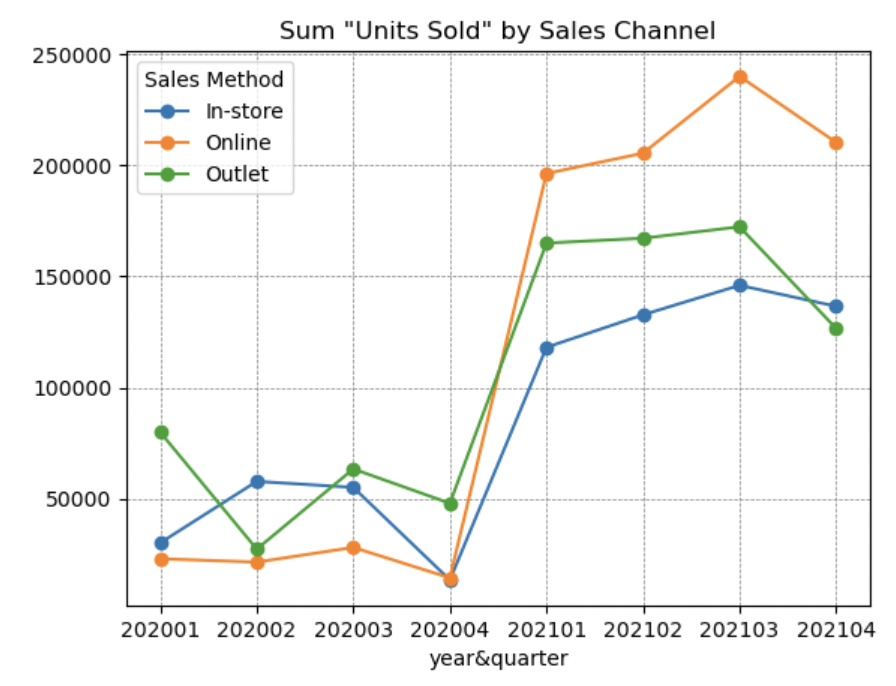 Sum "Units Sold" by Sales Channel
250000
200000
150000
100000
50000
Sales Method
In-store
Online
Outlet
202001 202002 202003 202004 202101 202102 202103 202104
year&quarter